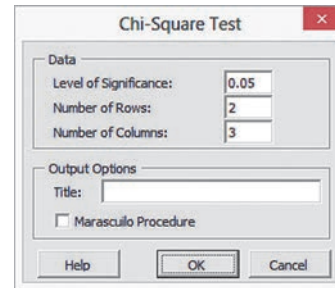 Chi-Square Test
x
Data
Level of Significance: 0.05
Number of Rows: 2
Number of Columns: 3
Output Options
Title:
Marascuilo Procedure
Help OK Cancel